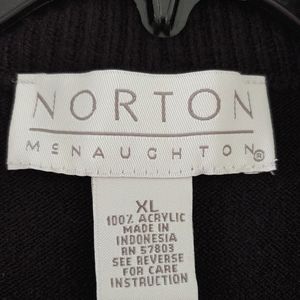 NORTON
McNAUGHTON®
XL
100% ACRYLIC
MADE IN
INDONESIA
RN 57803
SEE REVERSE
FOR CARE
INSTRUCTION